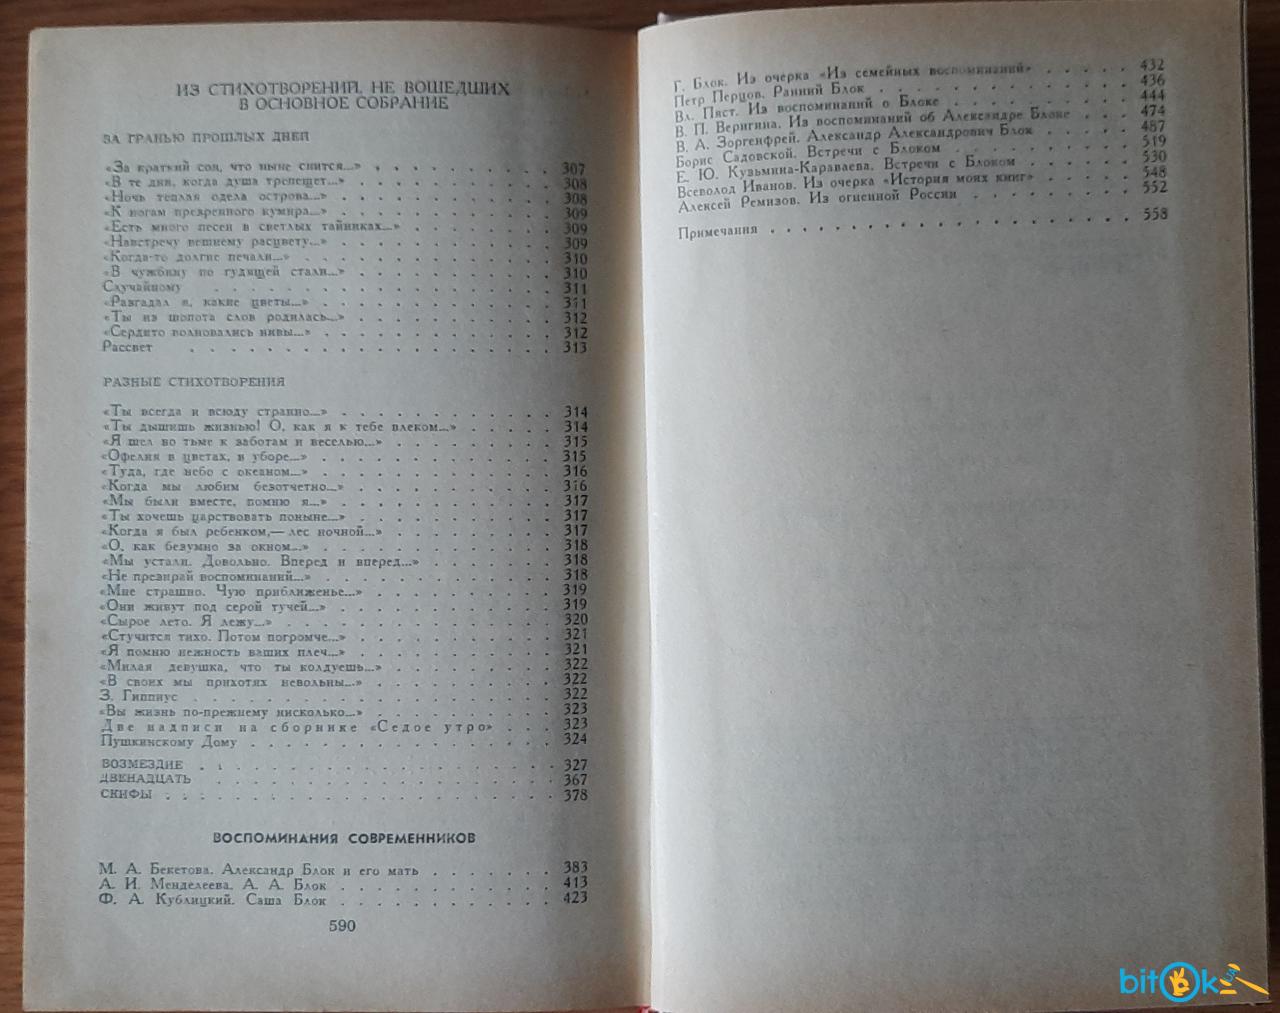 ИЗ СТИХОТВОРЕНИЙ, НЕ ВОШЕДШИХ
В ОСНОВНОЕ СОБРАНИЕ
ЗА ГРАНЬЮ ПРОШЛЫХ ДНЕЙ
«За краткий сон, что ныне снится...» . . . . . . . . . 307
«В те дни, когда душа трепещет...» . . . . . . . . . 308
«Ночь теплая одела острова...» . . . . . . . . . 308
«К ногам презренного кумира...» . . . . . . . . . 309
«Есть много песен в светлых тайниках...» . . . . . . 309
«Навстречу вешнему расцвету...» . . . . . . . . . 309
«Когда-то долгие печали...» . . . . . . . . . . 310
«В чужбину по гудящей стали...» . . . . . . . . 310
Случайному . . . . . . . . . . . . . 311
«Разгадал я, какие цветы...» . . . . . . . . . 311
«Ты из шопота слов родилась...» . . . . . . . . 312
«Сердито волновались нивы...» . . . . . . . . . 312
Рассвет . . . . . . . . . . . . . . 313
РАЗНЫЕ СТИХОТВОРЕНИЯ
«Ты всегда и всюду странно...» . . . . . . . . . 314
«Ты дышишь жизнью! О, как я к тебе влеком...» . . . . 314
«Я шел во тьме к заботам и веселью...» . . . . . . . 315
«Офелия в цветах, в уборе...» . . . . . . . . . 315
«Туда, где небо с океаном...» . . . . . . . . . 316
«Когда мы любим безотчетно...» . . . . . . . . 316
«Мы были вместе, помню я...» . . . . . . . . . 317
«Ты хочешь царствовать поныне...» . . . . . . . . 317
«Когда я был ребенком,— лес ночной...» . . . . . . . 317
«О, как безумно за окном...» . . . . . . . . . 318
«Мы устали. Довольно. Вперед и вперед...» . . . . . 318
«Не презирай воспоминаний...» . . . . . . . . . 318
«Мне страшно. Чую приближенье...» . . . . . . . 319
«Они живут под серой тучей...» . . . . . . . . . 319
«Сырое лето. Я лежу...» . . . . . . . . . . . 320
«Стучится тихо. Потом погромче...» . . . . . . . . 321
«Я помню нежность ваших плеч...» . . . . . . . . 321
«Милая девушка, что ты колдуешь...» . . . . . . . 322
«В своих мы прихотях невольны...» . . . . . . . 322
З. Гиппиус . . . . . . . . . . . . . 322
«Вы жизнь по-прежнему нисколько...» . . . . . . . 323
Две надписи на сборнике «Седое утро» . . . 323
Пушкинскому Дому . . . . . . . . . . . . 324
ВОЗМЕЗДИЕ . . . . . . . . . . . . . 327
ДВЕНАДЦАТЬ . . . . . . . . . . . . . 367
СКИФЫ . . . . . . . . . . . . . . . 378
ВОСПОМИНАНИЯ СОВРЕМЕННИКОВ
М. А. Бекетова. Александр Блок и его мать . . . . . 383
А. И. Менделеева. А. А. Блок . . . . . . . . . 413
Ф. А. Кублицкий. Саша Блок . . . . . . . . . 423
590
Г. Блок. Из очерка «Из семейных воспоминаний» . . . . . 432
Петр Перцов. Ранний Блок . . . . . . . . . . 436
Вл. Пяст. Из воспоминаний о Блоке . . . . . . . . 444
В. П. Веригина. Из воспоминаний об Александре Блоке . . . 474
В. А. Зоргенфрей. Александр Александрович Блок . . . . 487
Борис Садовской. Встречи с Блоком . . . . . . . . 519
Е. Ю. Кузьмина-Караваева. Встречи с Блоком . . . . . 530
Всеволод Иванов. Из очерка «История моих книг» . . . . 548
Алексей Ремизов. Из огненной России . . . . . . . 552
Примечания . . . . . . . . . . . . . . 558
bitok.ua